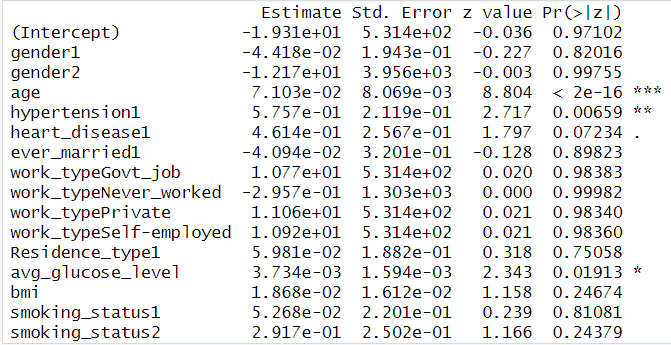 Estimate Std. Error z value Pr(>|z|)
(Intercept) -1.931e+01 5.314e+02 -0.036 0.97102
gender1 -4.418e-02 1.943e-01 -0.227 0.82016
gender2 -1.217e+01 3.956e+03 -0.003 0.99755
age 7.103e-02 8.069e-03 8.804 < 2e-16 ***
hypertension1 5.757e-01 2.119e-01 2.717 0.00659 **
heart_disease1 4.614e-01 2.567e-01 1.797 0.07234 .
ever_married1 -4.094e-02 3.201e-01 -0.128 0.89823
work_typeGovt_job 1.077e+01 5.314e+02 0.020 0.98383
work_typeNever_worked -2.957e-01 1.303e+03 0.000 0.99982
work_typePrivate 1.106e+01 5.314e+02 0.021 0.98340
work_typeSelf-employed 1.092e+01 5.314e+02 0.021 0.98360
Residence_type1 5.981e-02 1.882e-01 0.318 0.75058
avg_glucose_level 3.734e-03 1.594e-03 2.343 0.01913 *
bmi 1.868e-02 1.612e-02 1.158 0.24674
smoking_status1 5.268e-02 2.201e-01 0.239 0.81081
smoking_status2 2.917e-01 2.502e-01 1.166 0.24379